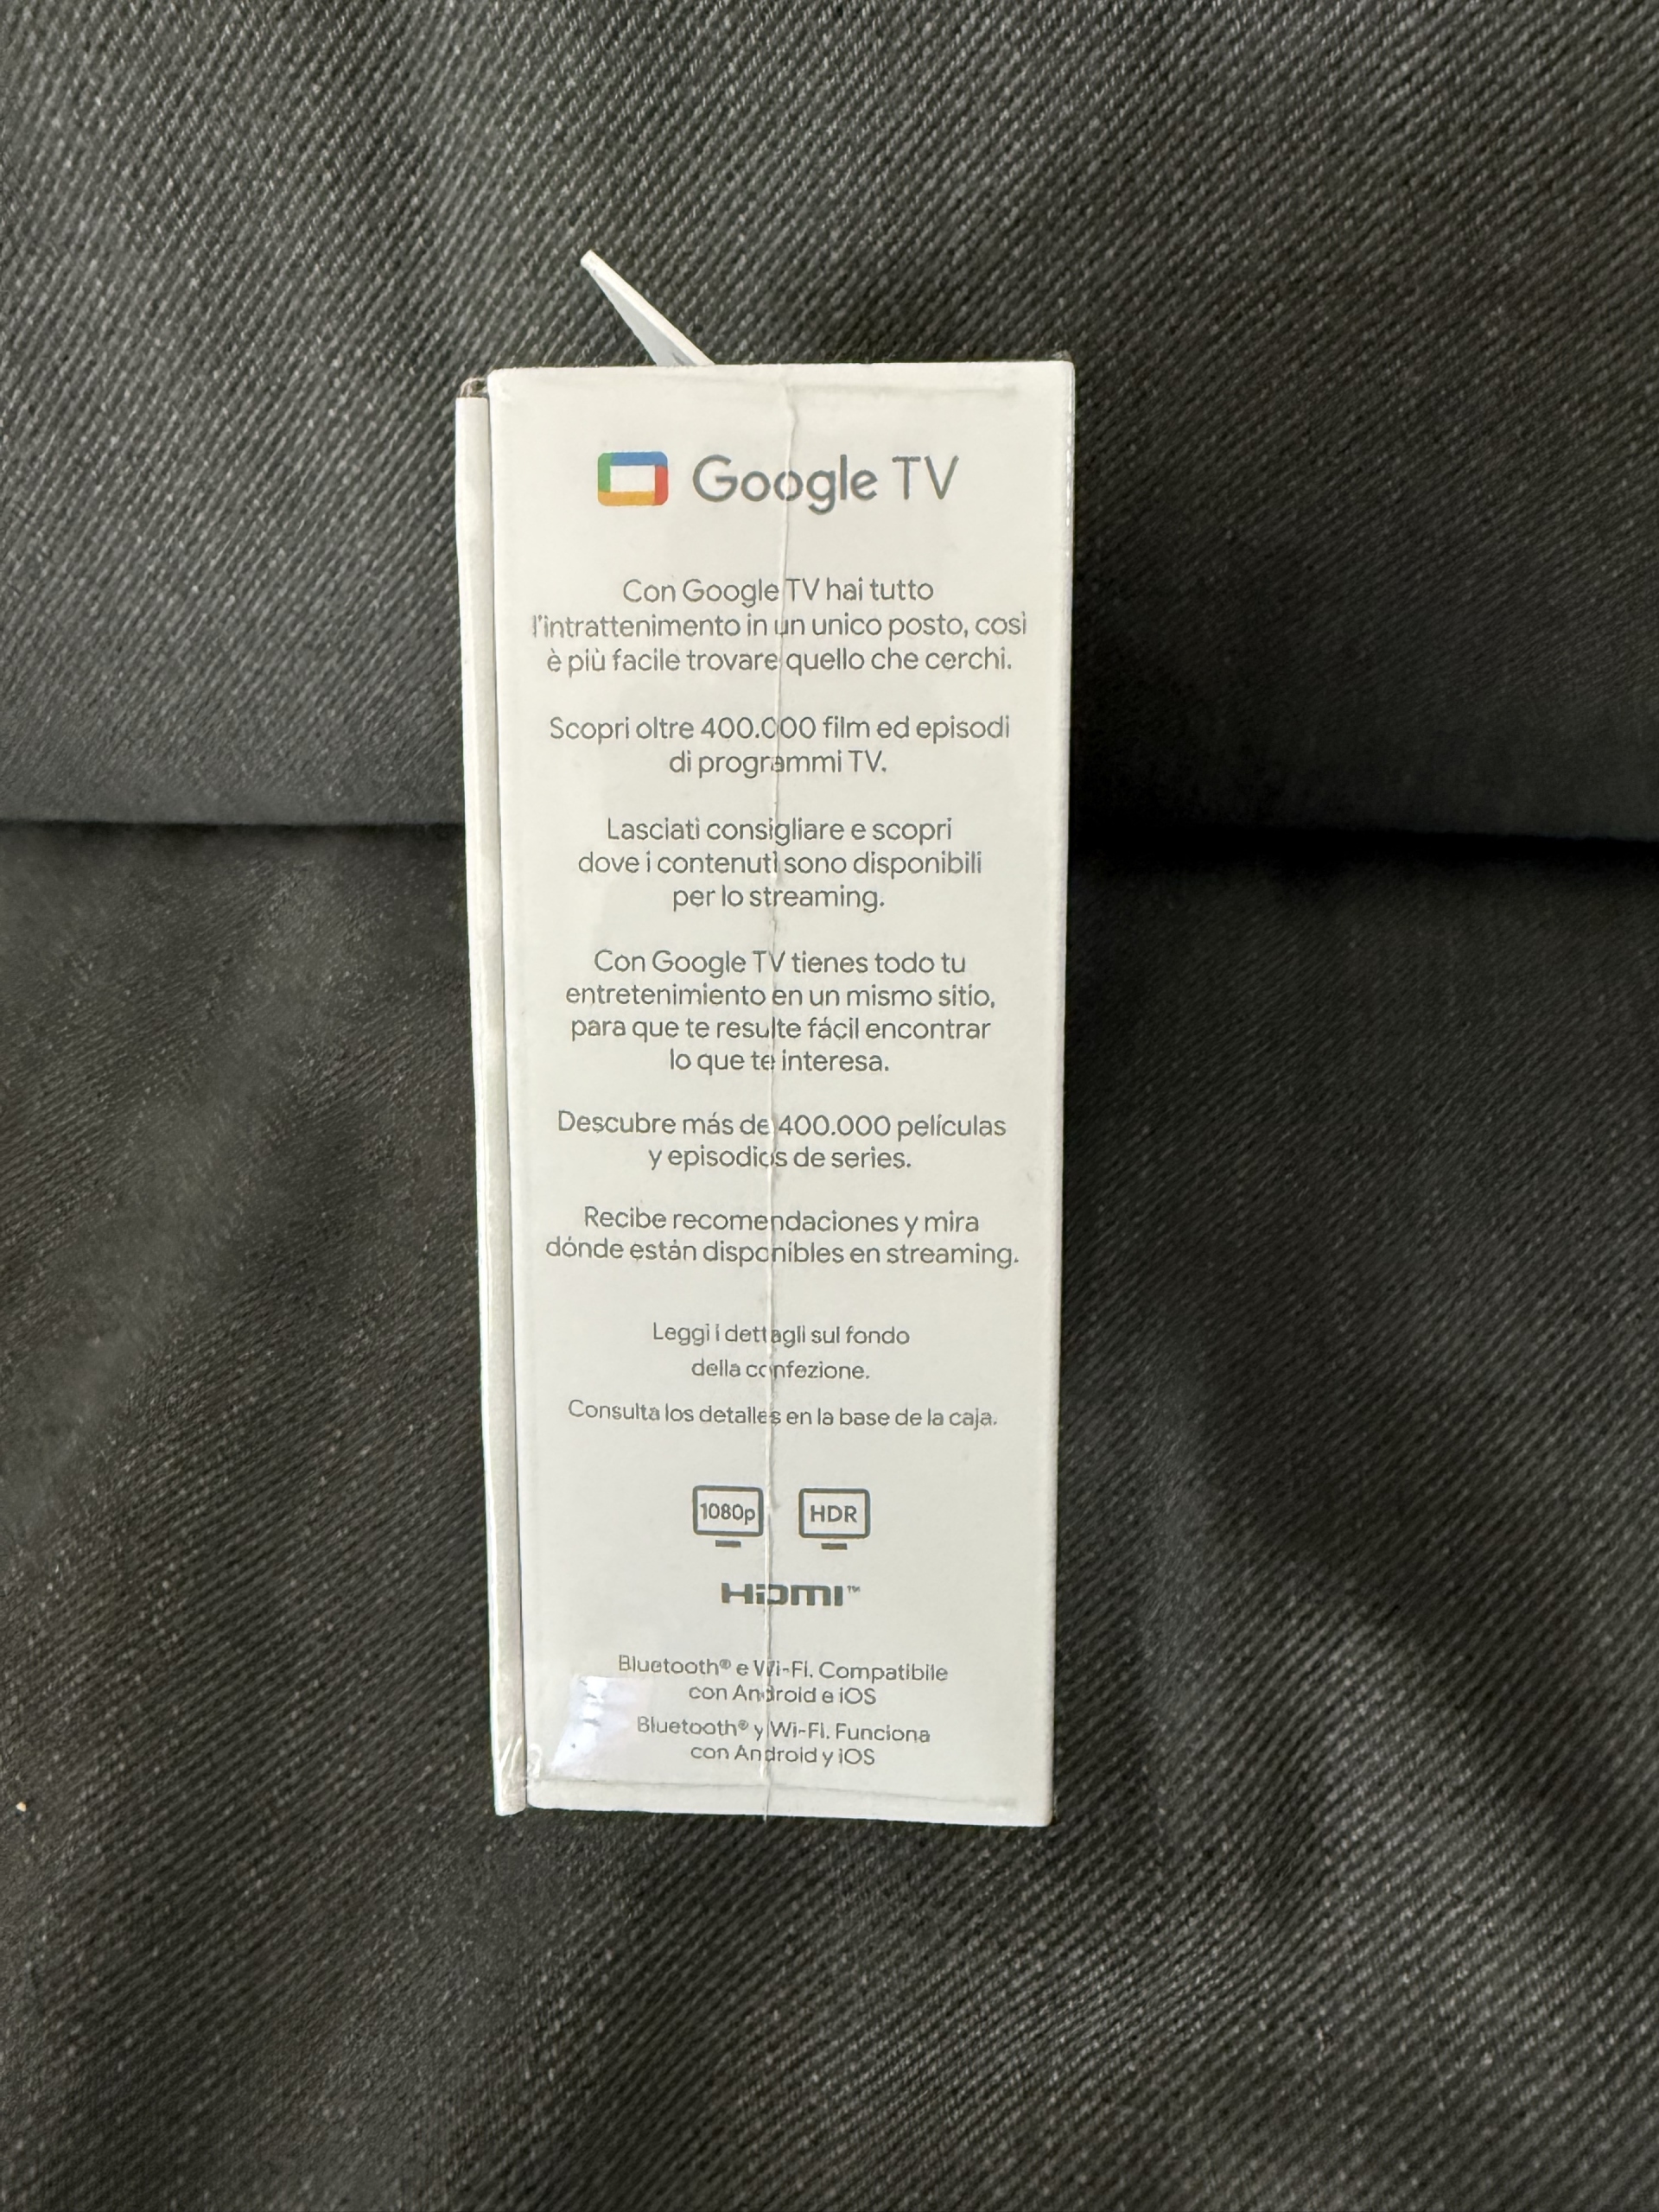 Google TV
Con Google TV hai tutto
l'intrattenimento in un unico posto, così
è più facile trovare quello che cerchi.
Scopri oltre 400.000 film ed episodi
di programmi TV.
Lasciati consigliare e scopri
dove i contenuti sono disponibili
per lo streaming.
Con Google TV tienes todo tu
entretenimiento en un mismo sitio,
para que te resulte fácil encontrar
lo que te interesa.
Descubre más de 400.000 películas
y episodios de series.
Recibe recomendaciones y mira
dónde están disponibles en streaming.
Leggi i dettagli sul fondo
della confezione.
Consulta los detalles en la base de la caja.
1080p HDR
HDMI™
Bluetooth® e Wi-Fi. Compatibile
con Android e iOS
Bluetooth® y Wi-Fi. Funciona
con Android y iOS